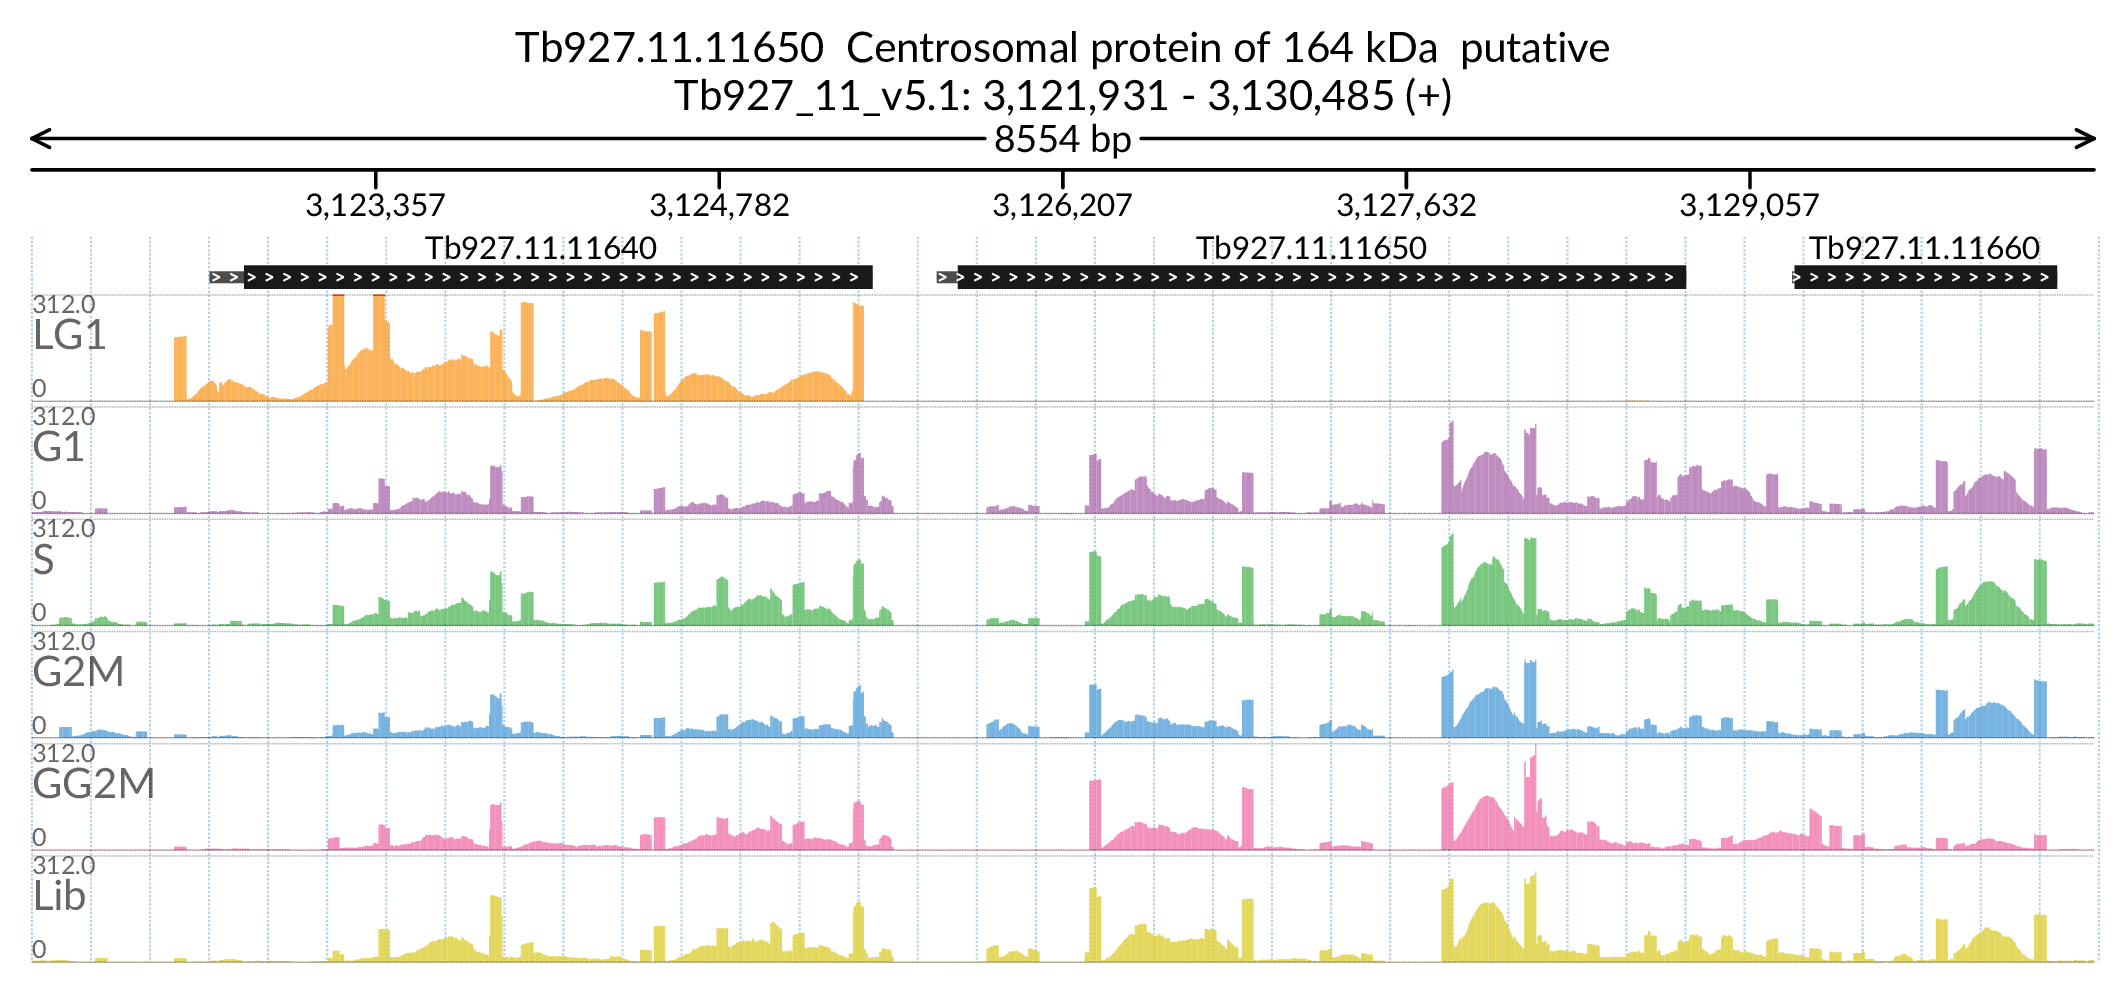 Tb927.11.11650 Centrosomal protein of 164 kDa putative
Tb927_11_v5.1: 3,121,931 - 3,130,485 (+)
8554 bp
3,123,357 3,124,782 3,126,207 3,127,632 3,129,057
Tb927.11.11640 Tb927.11.11650 Tb927.11.11660
312.0
LG1
0
312.0
G1
0
312.0
S
0
312.0
G2M
0
312.0
GG2M
0
312.0
Lib
0